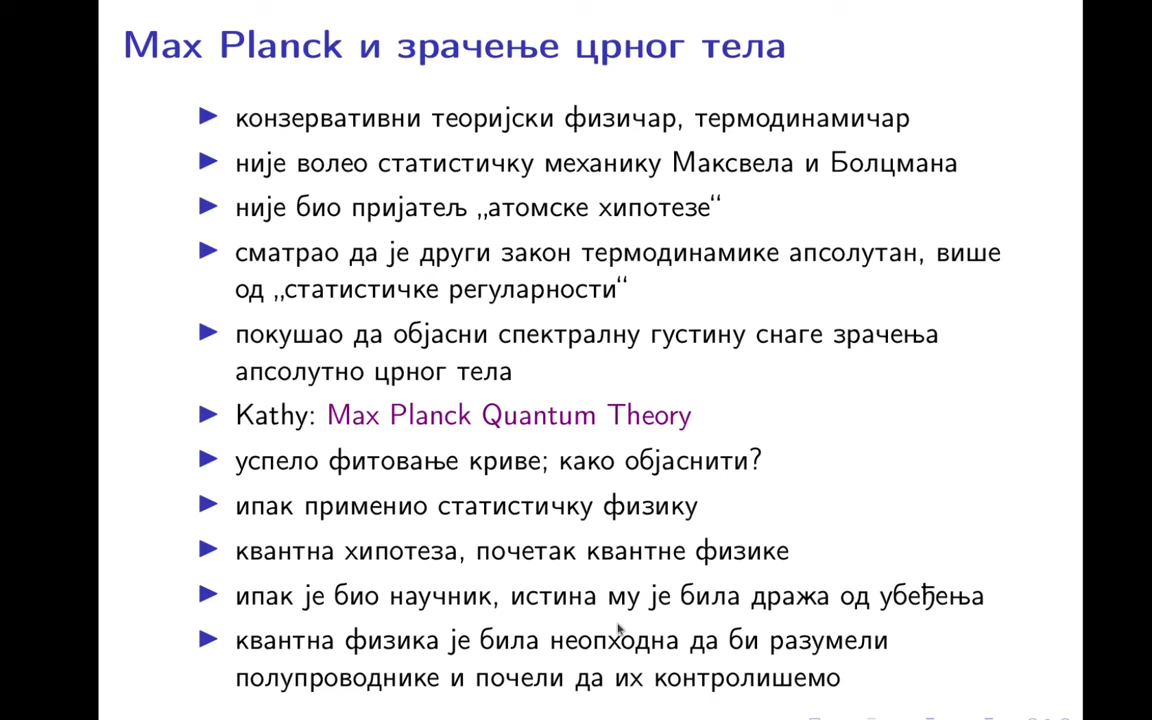 Max Planck и зрачење црног тела
конзервативни теоријски физичар, термодинамичар
није волео статистичку механику Максвела и Болцмана
није био пријатељ „атомске хипотезе“
сматрао да је други закон термодинамике апсолутан, више
од „статистичке регуларности“
покушао да објасни спектралну густину снаге зрачења
апсолутно црног тела
Kathy: Max Planck Quantum Theory
успело фитовање криве; како објаснити?
ипак применио статистичку физику
квантна хипотеза, почетак квантне физике
ипак је био научник, истина му је била дража од убеђења
квантна физика је била неопходна да би разумели
полупроводнике и почели да их контролишемо